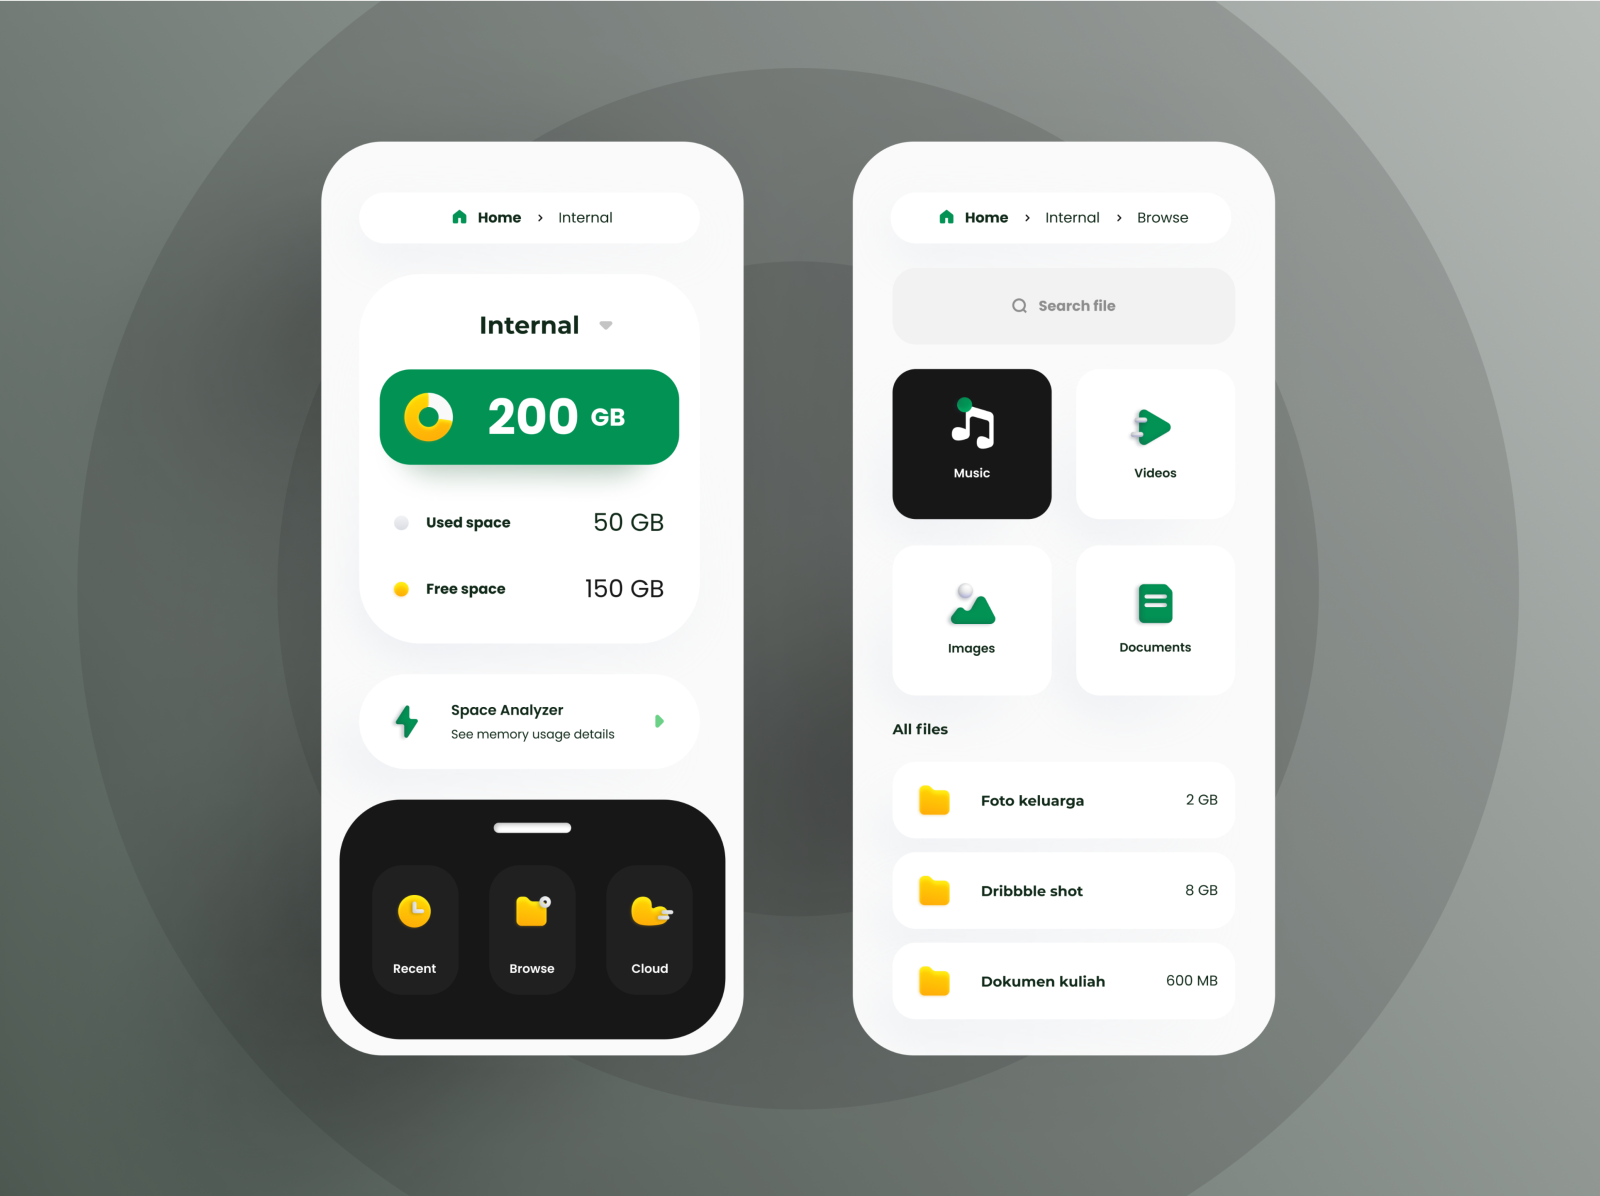 Home > Internal
Internal
200 GB
Used space 50 GB
Free space 150 GB
Space Analyzer
See memory usage details
Recent Browse Cloud
Home > Internal > Browse
Search file
Music Videos
Images Documents
All files
Foto keluarga 2 GB
Dribbble shot 8 GB
Dokumen kuliah 600 MB